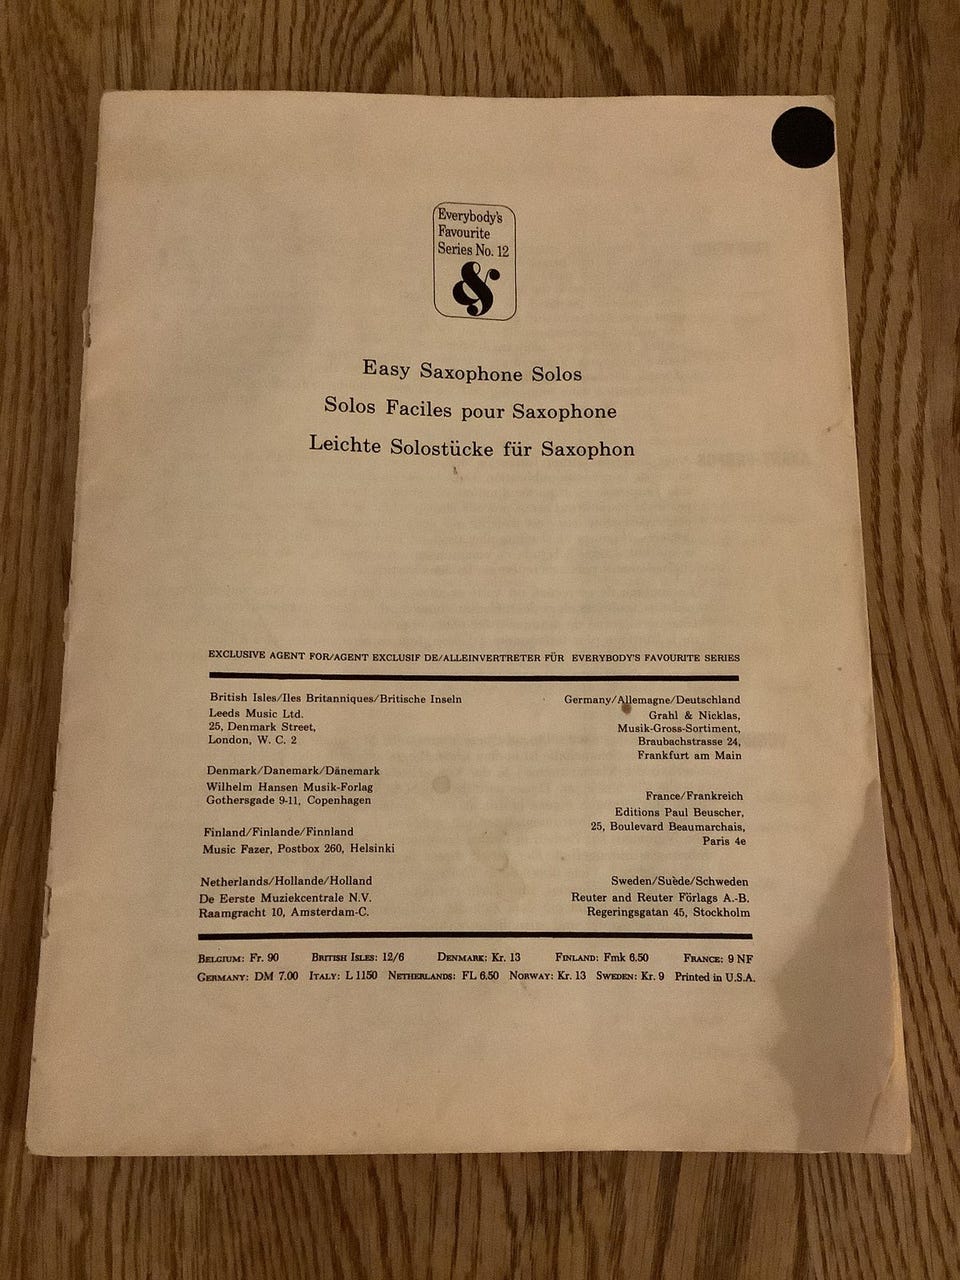 Everybody's
Favourite
Series No. 12
&
Easy Saxophone Solos
Solos Faciles pour Saxophone
Leichte Solostücke für Saxophon
EXCLUSIVE AGENT FOR/AGENT EXCLUSIF DE/ALLEINVERTRETER FÜR EVERYBODY'S FAVOURITE SERIES
British Isles/Iles Britanniques/Britische Inseln
Leeds Music Ltd.
25, Denmark Street,
London, W. C. 2
Denmark/Danemark/Dänemark
Wilhelm Hansen Musik-Forlag
Gothersgade 9-11, Copenhagen
Finland/Finlande/Finnland
Music Fazer, Postbox 260, Helsinki
Netherlands/Hollande/Holland
De Eerste Muziekcentrale N.V.
Raamgracht 10, Amsterdam-C.
Germany/Allemagne/Deutschland
Grahl & Nicklas,
Musik-Gross-Sortiment,
Braubachstrasse 24,
Frankfurt am Main
France/Frankreich
Editions Paul Beuscher,
25, Boulevard Beaumarchais,
Paris 4e
Sweden/Suède/Schweden
Reuter and Reuter Förlags A.-B.
Regeringsgatan 45, Stockholm
BELGIUM: Fr. 90 BRITISH ISLES: 12/6 DENMARK: Kr. 13 FINLAND: Fmk 6.50 FRANCE: 9 NF
GERMANY: DM 7.00 ITALY: L 1150 NETHERLANDS: FL 6.50 NORWAY: Kr. 13 SWEDEN: Kr. 9 Printed in U.S.A.